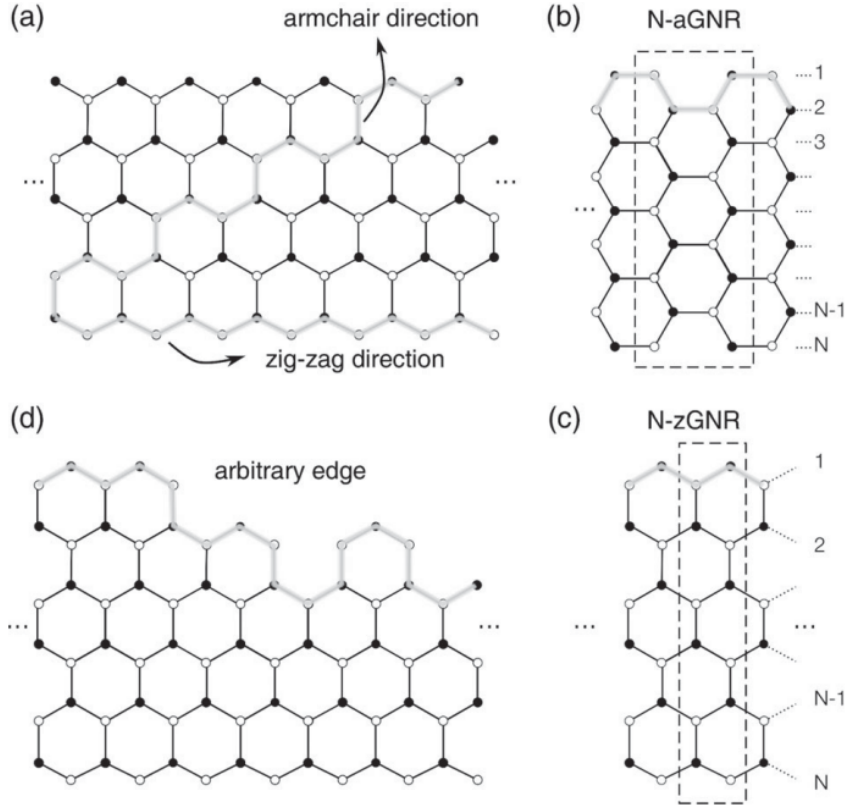 (a)
armchair direction
zig-zag direction
...
...
(b)
N-aGNR
....1
....2
....3
....
....
....
....N-1
....N
...
(d)
arbitrary edge
...
...
(c)
N-zGNR
1
2
N-1
N
...
...